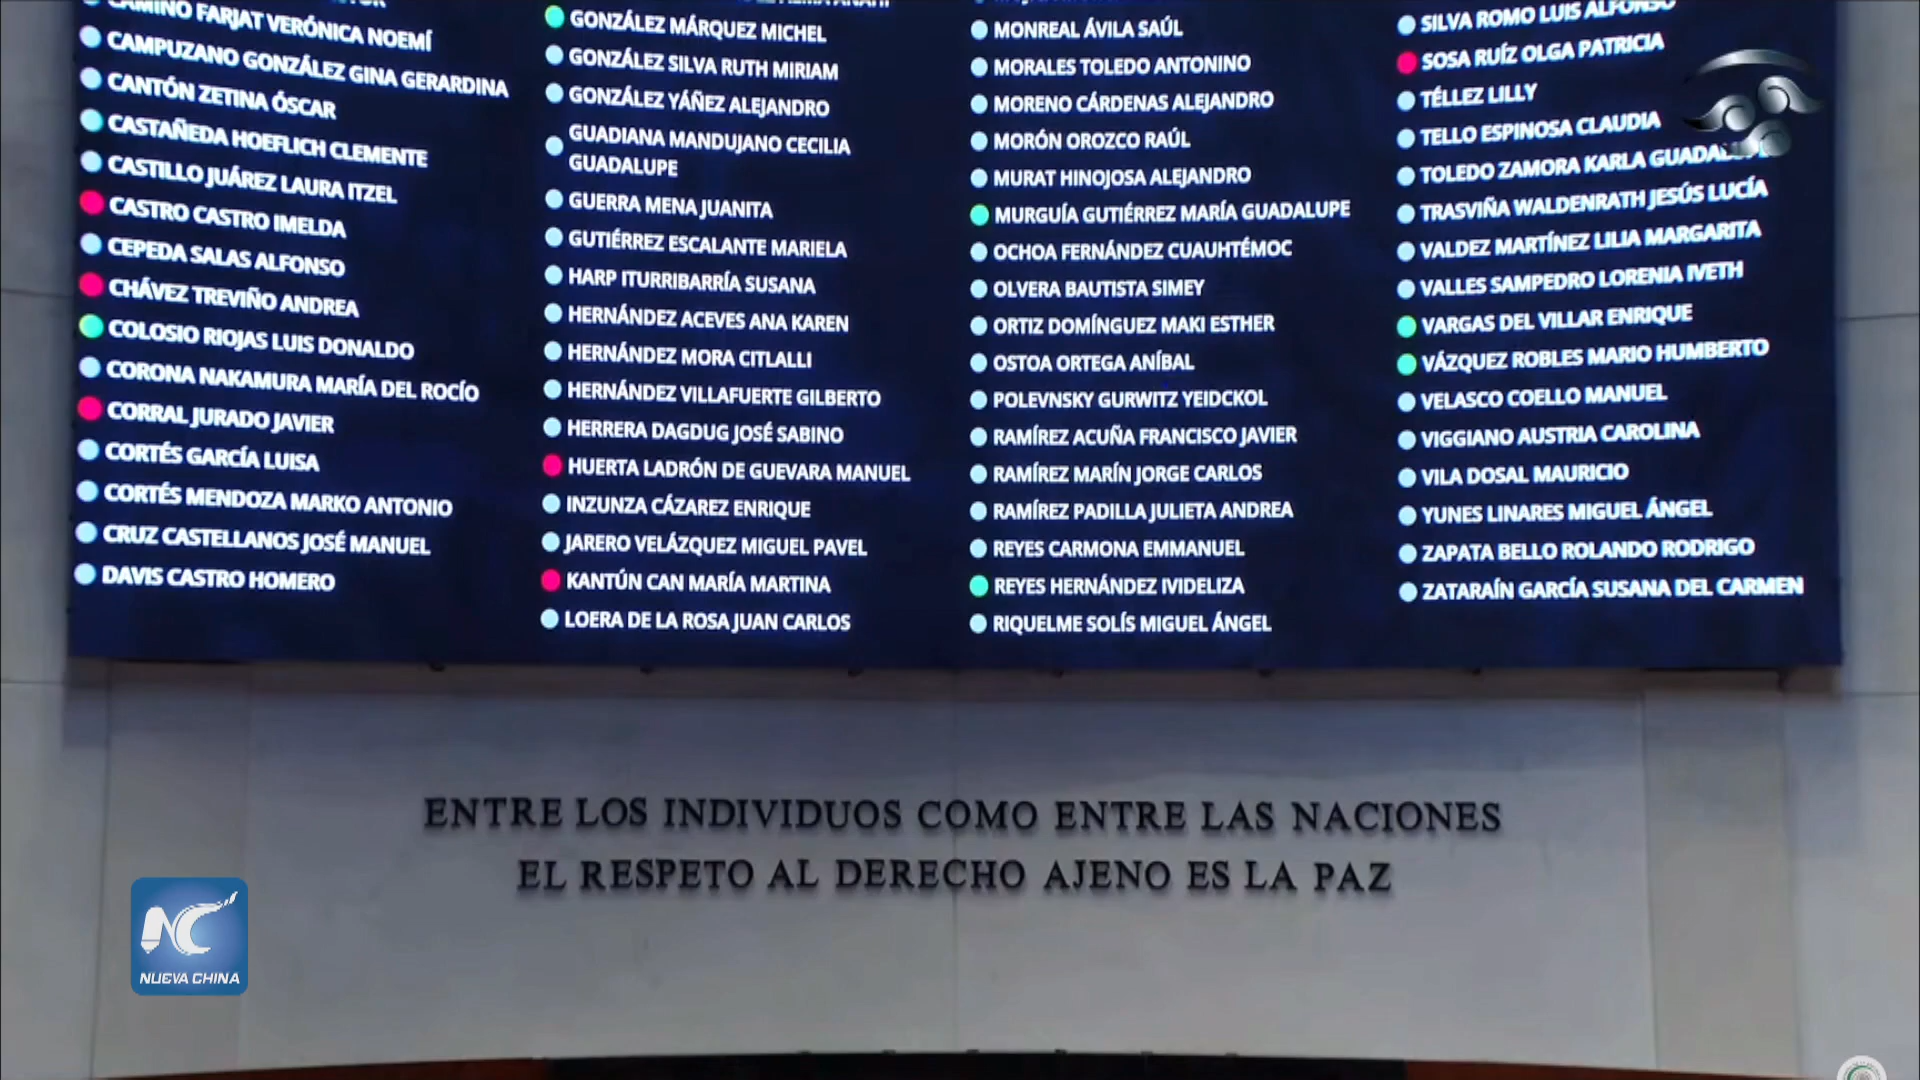 CAMINO FARJAT VERÓNICA NOEMÍ
CAMPUZANO GONZÁLEZ GINA GERARDINA
CANTÓN ZETINA ÓSCAR
CASTAÑEDA HOEFLICH CLEMENTE
CASTILLO JUÁREZ LAURA ITZEL
CASTRO CASTRO IMELDA
CEPEDA SALAS ALFONSO
CHÁVEZ TREVIÑO ANDREA
COLOSIO RIOJAS LUIS DONALDO
CORONA NAKAMURA MARÍA DEL ROCÍO
CORRAL JURADO JAVIER
CORTÉS GARCÍA LUISA
CORTÉS MENDOZA MARKO ANTONIO
CRUZ CASTELLANOS JOSÉ MANUEL
DAVIS CASTRO HOMERO
GONZÁLEZ MÁRQUEZ MICHEL
GONZÁLEZ SILVA RUTH MIRIAM
GONZÁLEZ YÁÑEZ ALEJANDRO
GUADIANA MANDUJANO CECILIA
GUADALUPE
GUERRA MENA JUANITA
GUTIÉRREZ ESCALANTE MARIELA
HARP ITURRIBARRÍA SUSANA
HERNÁNDEZ ACEVES ANA KAREN
HERNÁNDEZ MORA CITLALLI
HERNÁNDEZ VILLAFUERTE GILBERTO
HERRERA DAGDUG JOSÉ SABINO
HUERTA LADRÓN DE GUEVARA MANUEL
INZUNZA CÁZAREZ ENRIQUE
JARERO VELÁZQUEZ MIGUEL PAVEL
KANTÚN CAN MARÍA MARTINA
LOERA DE LA ROSA JUAN CARLOS
MONREAL ÁVILA SAÚL
MORALES TOLEDO ANTONINO
MORENO CÁRDENAS ALEJANDRO
MORÓN OROZCO RAÚL
MURAT HINOJOSA ALEJANDRO
MURGUÍA GUTIÉRREZ MARÍA GUADALUPE
OCHOA FERNÁNDEZ CUAUHTÉMOC
OLVERA BAUTISTA SIMEY
ORTIZ DOMÍNGUEZ MAKI ESTHER
OSTOA ORTEGA ANÍBAL
POLEVNSKY GURWITZ YEIDCKOL
RAMÍREZ ACUÑA FRANCISCO JAVIER
RAMÍREZ MARÍN JORGE CARLOS
RAMÍREZ PADILLA JULIETA ANDREA
REYES CARMONA EMMANUEL
REYES HERNÁNDEZ IVIDELIZA
RIQUELME SOLÍS MIGUEL ÁNGEL
SILVA ROMO LUIS ALFONSO
SOSA RUÍZ OLGA PATRICIA
TÉLLEZ LILLY
TELLO ESPINOSA CLAUDIA
TOLEDO ZAMORA KARLA GUADALUPE
TRASVIÑA WALDENRATH JESÚS LUCÍA
VALDEZ MARTÍNEZ LILIA MARGARITA
VALLES SAMPEDRO LORENIA IVETH
VARGAS DEL VILLAR ENRIQUE
VÁZQUEZ ROBLES MARIO HUMBERTO
VELASCO COELLO MANUEL
VIGGIANO AUSTRIA CAROLINA
VILA DOSAL MAURICIO
YUNES LINARES MIGUEL ÁNGEL
ZAPATA BELLO ROLANDO RODRIGO
ZATARAÍN GARCÍA SUSANA DEL CARMEN
ENTRE LOS INDIVIDUOS COMO ENTRE LAS NACIONES
EL RESPETO AL DERECHO AJENO ES LA PAZ
NC
NUEVA CHINA